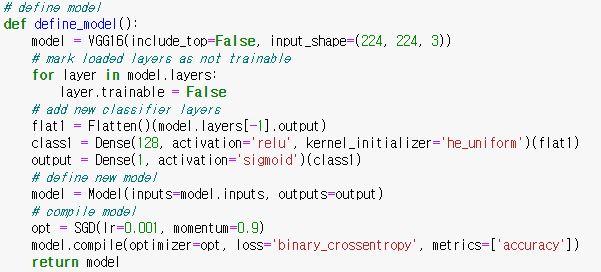 # define model
def define_model():
    model = VGG16(include_top=False, input_shape=(224, 224, 3))
    # mark loaded layers as not trainable
    for layer in model.layers:
        layer.trainable = False
    # add new classifier layers
    flat1 = Flatten()(model.layers[-1].output)
    class1 = Dense(128, activation='relu', kernel_initializer='he_uniform')(flat1)
    output = Dense(1, activation='sigmoid')(class1)
    # define new model
    model = Model(inputs=model.inputs, outputs=output)
    # compile model
    opt = SGD(lr=0.001, momentum=0.9)
    model.compile(optimizer=opt, loss='binary_crossentropy', metrics=['accuracy'])
    return model